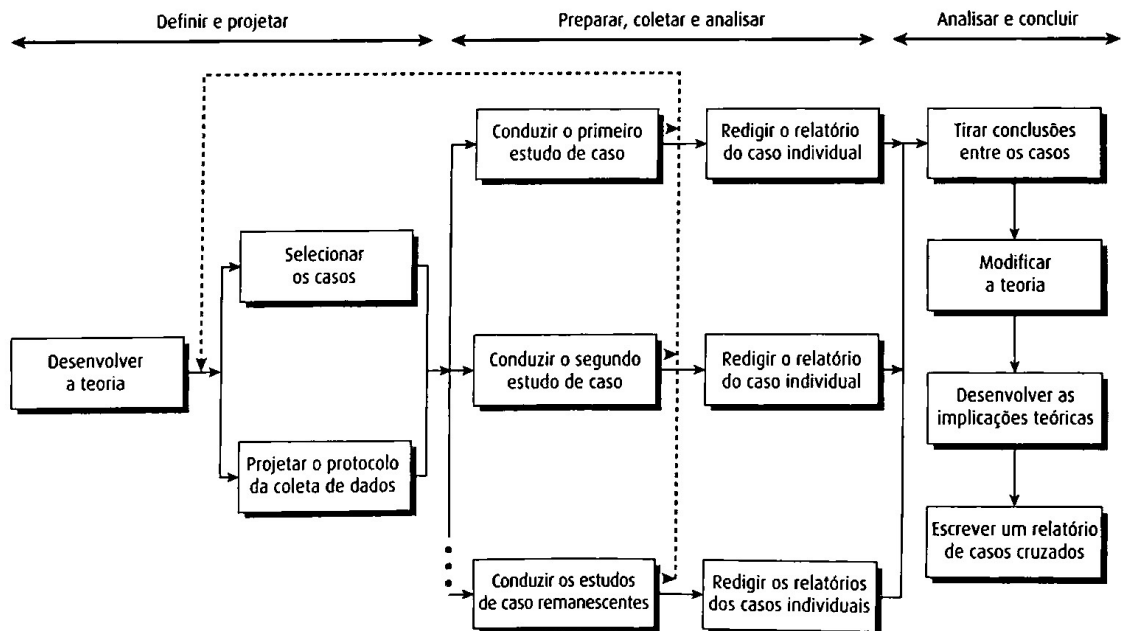 Definir e projetar
Preparar, coletar e analisar
Analisar e concluir
Desenvolver
a teoria
Selecionar
os casos
Projetar o protocolo
da coleta de dados
Conduzir o primeiro
estudo de caso
Redigir o relatório
do caso individual
Conduzir o segundo
estudo de caso
Redigir o relatório
do caso individual
Conduzir os estudos
de caso remanescentes
Redigir os relatórios
dos casos individuais
Tirar conclusões
entre os casos
Modificar
a teoria
Desenvolver as
implicações teóricas
Escrever um relatório
de casos cruzados